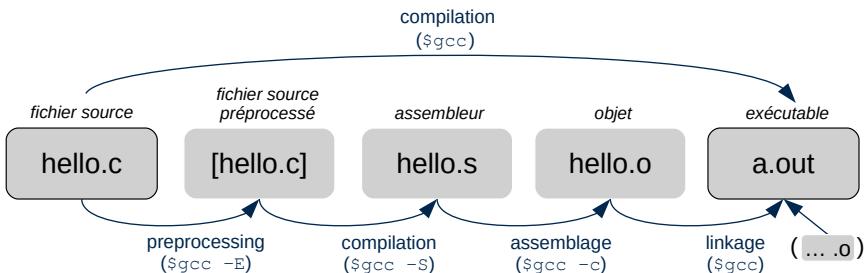 compilation
($gcc)
fichier source
fichier source
préprocessé
assembleur
objet
exécutable
hello.c
[hello.c]
hello.s
hello.o
a.out
preprocessing
($gcc –E)
compilation
($gcc –S)
assemblage
($gcc –c)
linkage
($gcc)
(... .o)